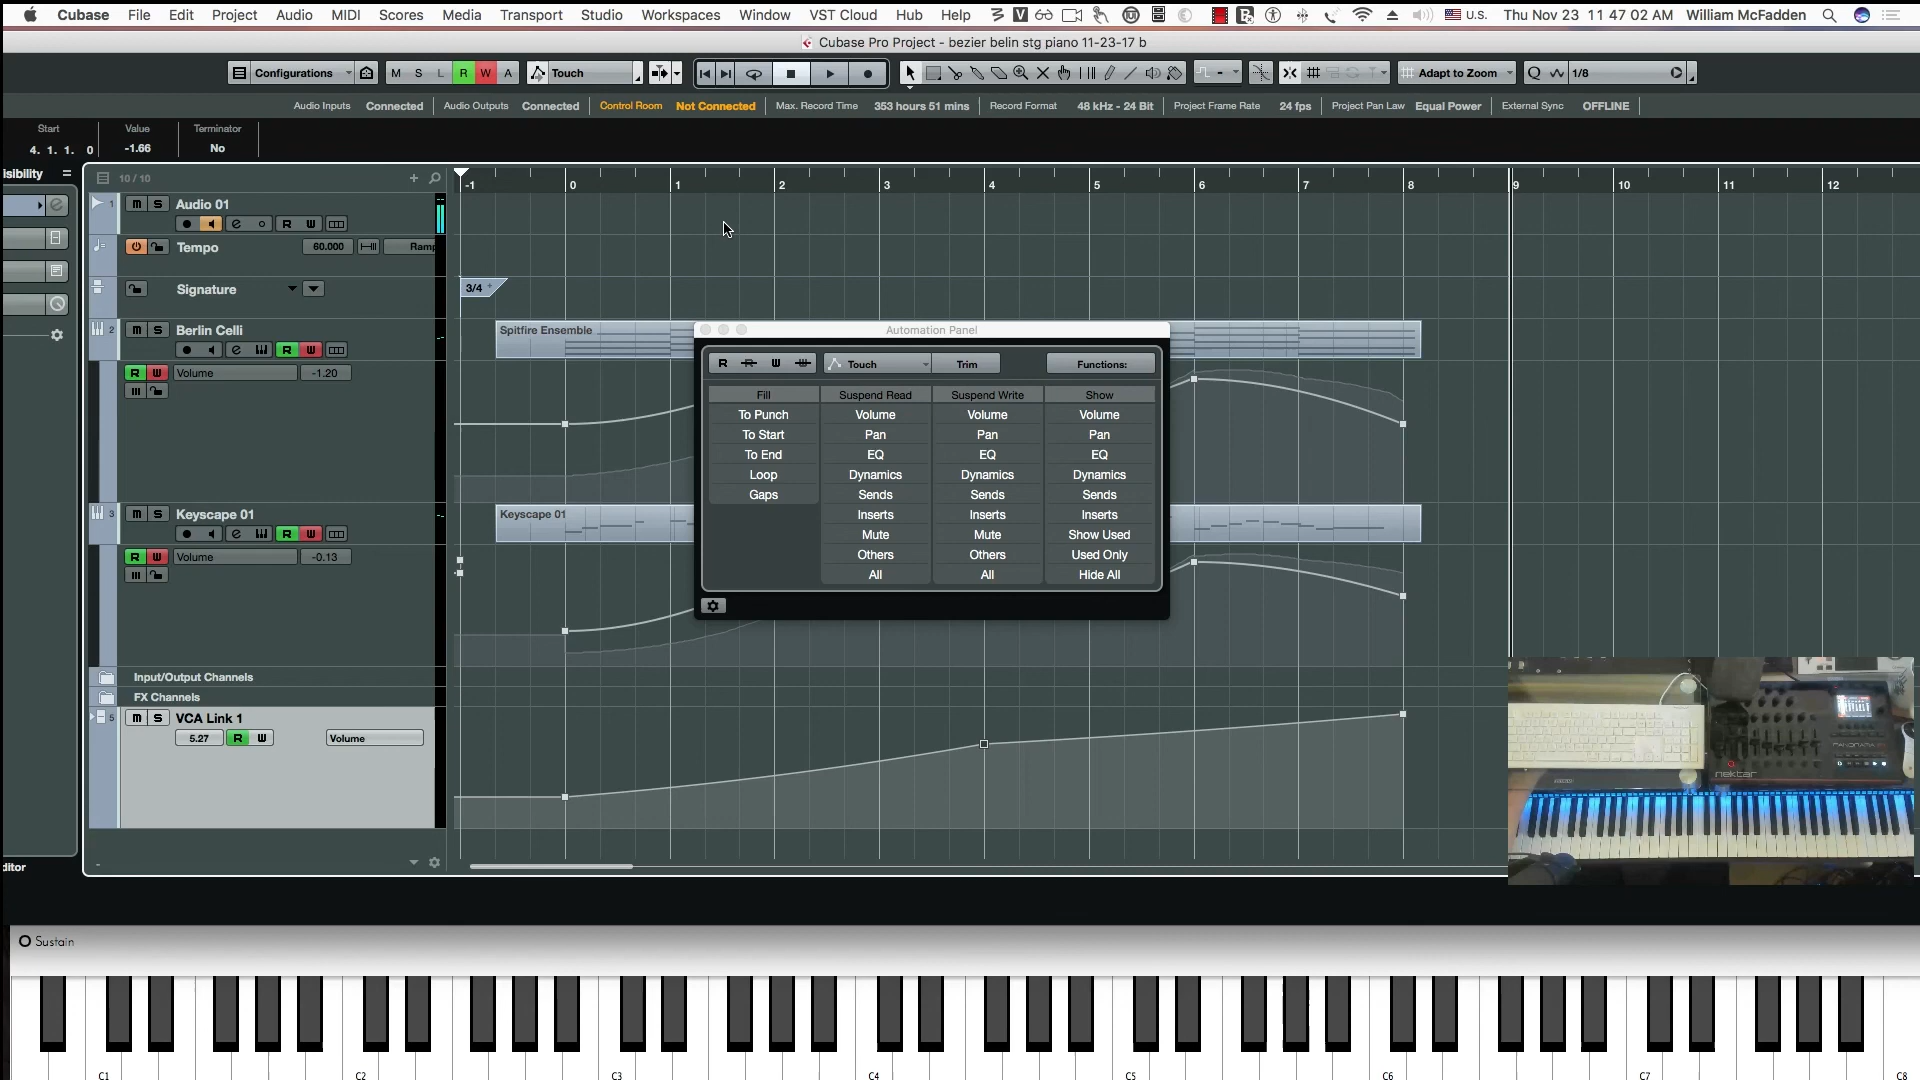 Cubase File Edit Project Audio MIDI Scores Media Transport Studio Workspaces Window VST Cloud Hub Help U.S. Thu Nov 23 11 47 02 AM William McFadden
Cubase Pro Project - bezier belin stg piano 11-23-17 b
Configurations M S L R W A Touch Adapt to Zoom Q 1/8
Audio Inputs Connected Audio Outputs Connected Control Room Not Connected Max. Record Time 353 hours 51 mins Record Format 48 kHz - 24 Bit Project Frame Rate 24 fps Project Pan Law Equal Power External Sync OFFLINE
Start Value Terminator
4. 1. 1. 0 -1.66 No
isibility
10 / 10
-1 0 1 2 3 4 5 6 7 8 9 10 11 12
1 m S Audio 01
e R W
Tempo 60.000 Ramp
Signature
3/4
2 m S Berlin Celli
Spitfire Ensemble
e R W
R W Volume -1.20
3 m S Keyscape 01
Keyscape 01
e R W
R W Volume -0.13
Input/Output Channels
FX Channels
5 m S VCA Link 1
5.27 R W Volume
ditor
Automation Panel
R R W W Touch Trim Functions:
Fill Suspend Read Suspend Write Show
To Punch Volume Volume Volume
To Start Pan Pan Pan
To End EQ EQ EQ
Loop Dynamics Dynamics Dynamics
Gaps Sends Sends Sends
Inserts Inserts Inserts
Mute Mute Show Used
Others Others Used Only
All All Hide All
PANORAMA
nektar
Sustain
C1 C2 C3 C4 C5 C6 C7 C8